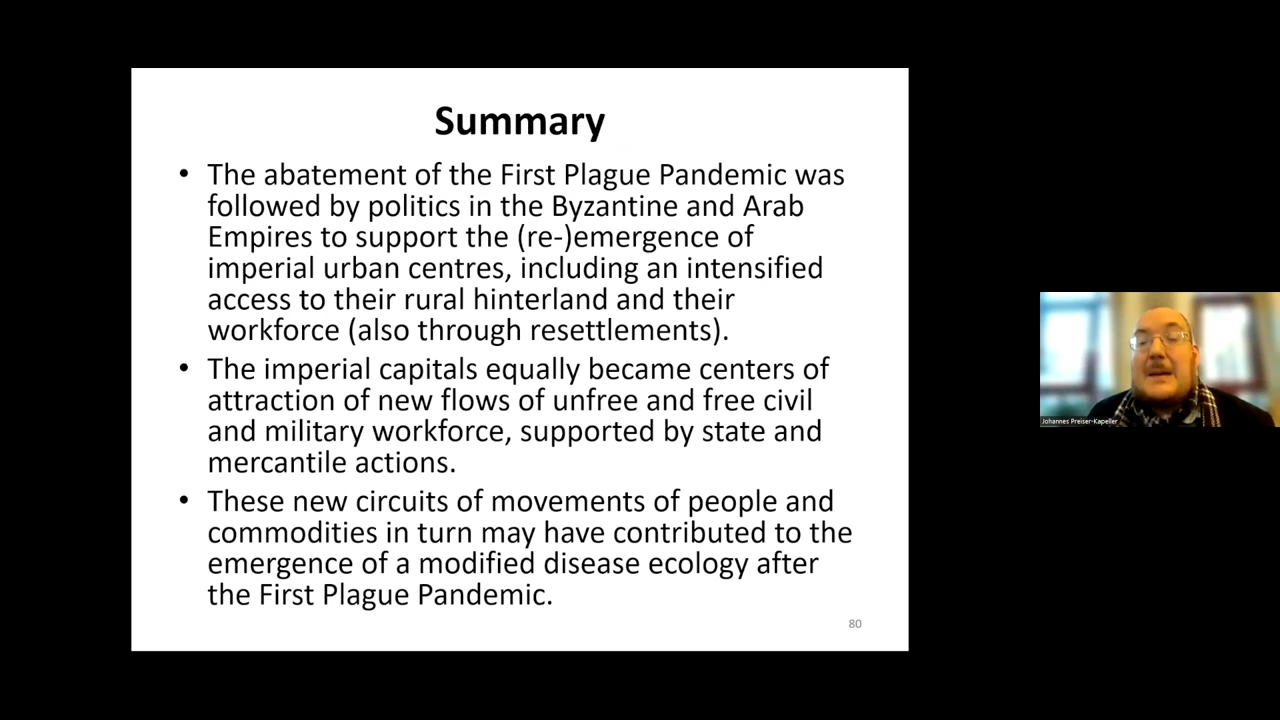 Summary
• The abatement of the First Plague Pandemic was
followed by politics in the Byzantine and Arab
Empires to support the (re-)emergence of
imperial urban centres, including an intensified
access to their rural hinterland and their
workforce (also through resettlements).
• The imperial capitals equally became centers of
attraction of new flows of unfree and free civil
and military workforce, supported by state and
mercantile actions.
• These new circuits of movements of people and
commodities in turn may have contributed to the
emergence of a modified disease ecology after
the First Plague Pandemic.
80
Johannes Preiser-Kapeller